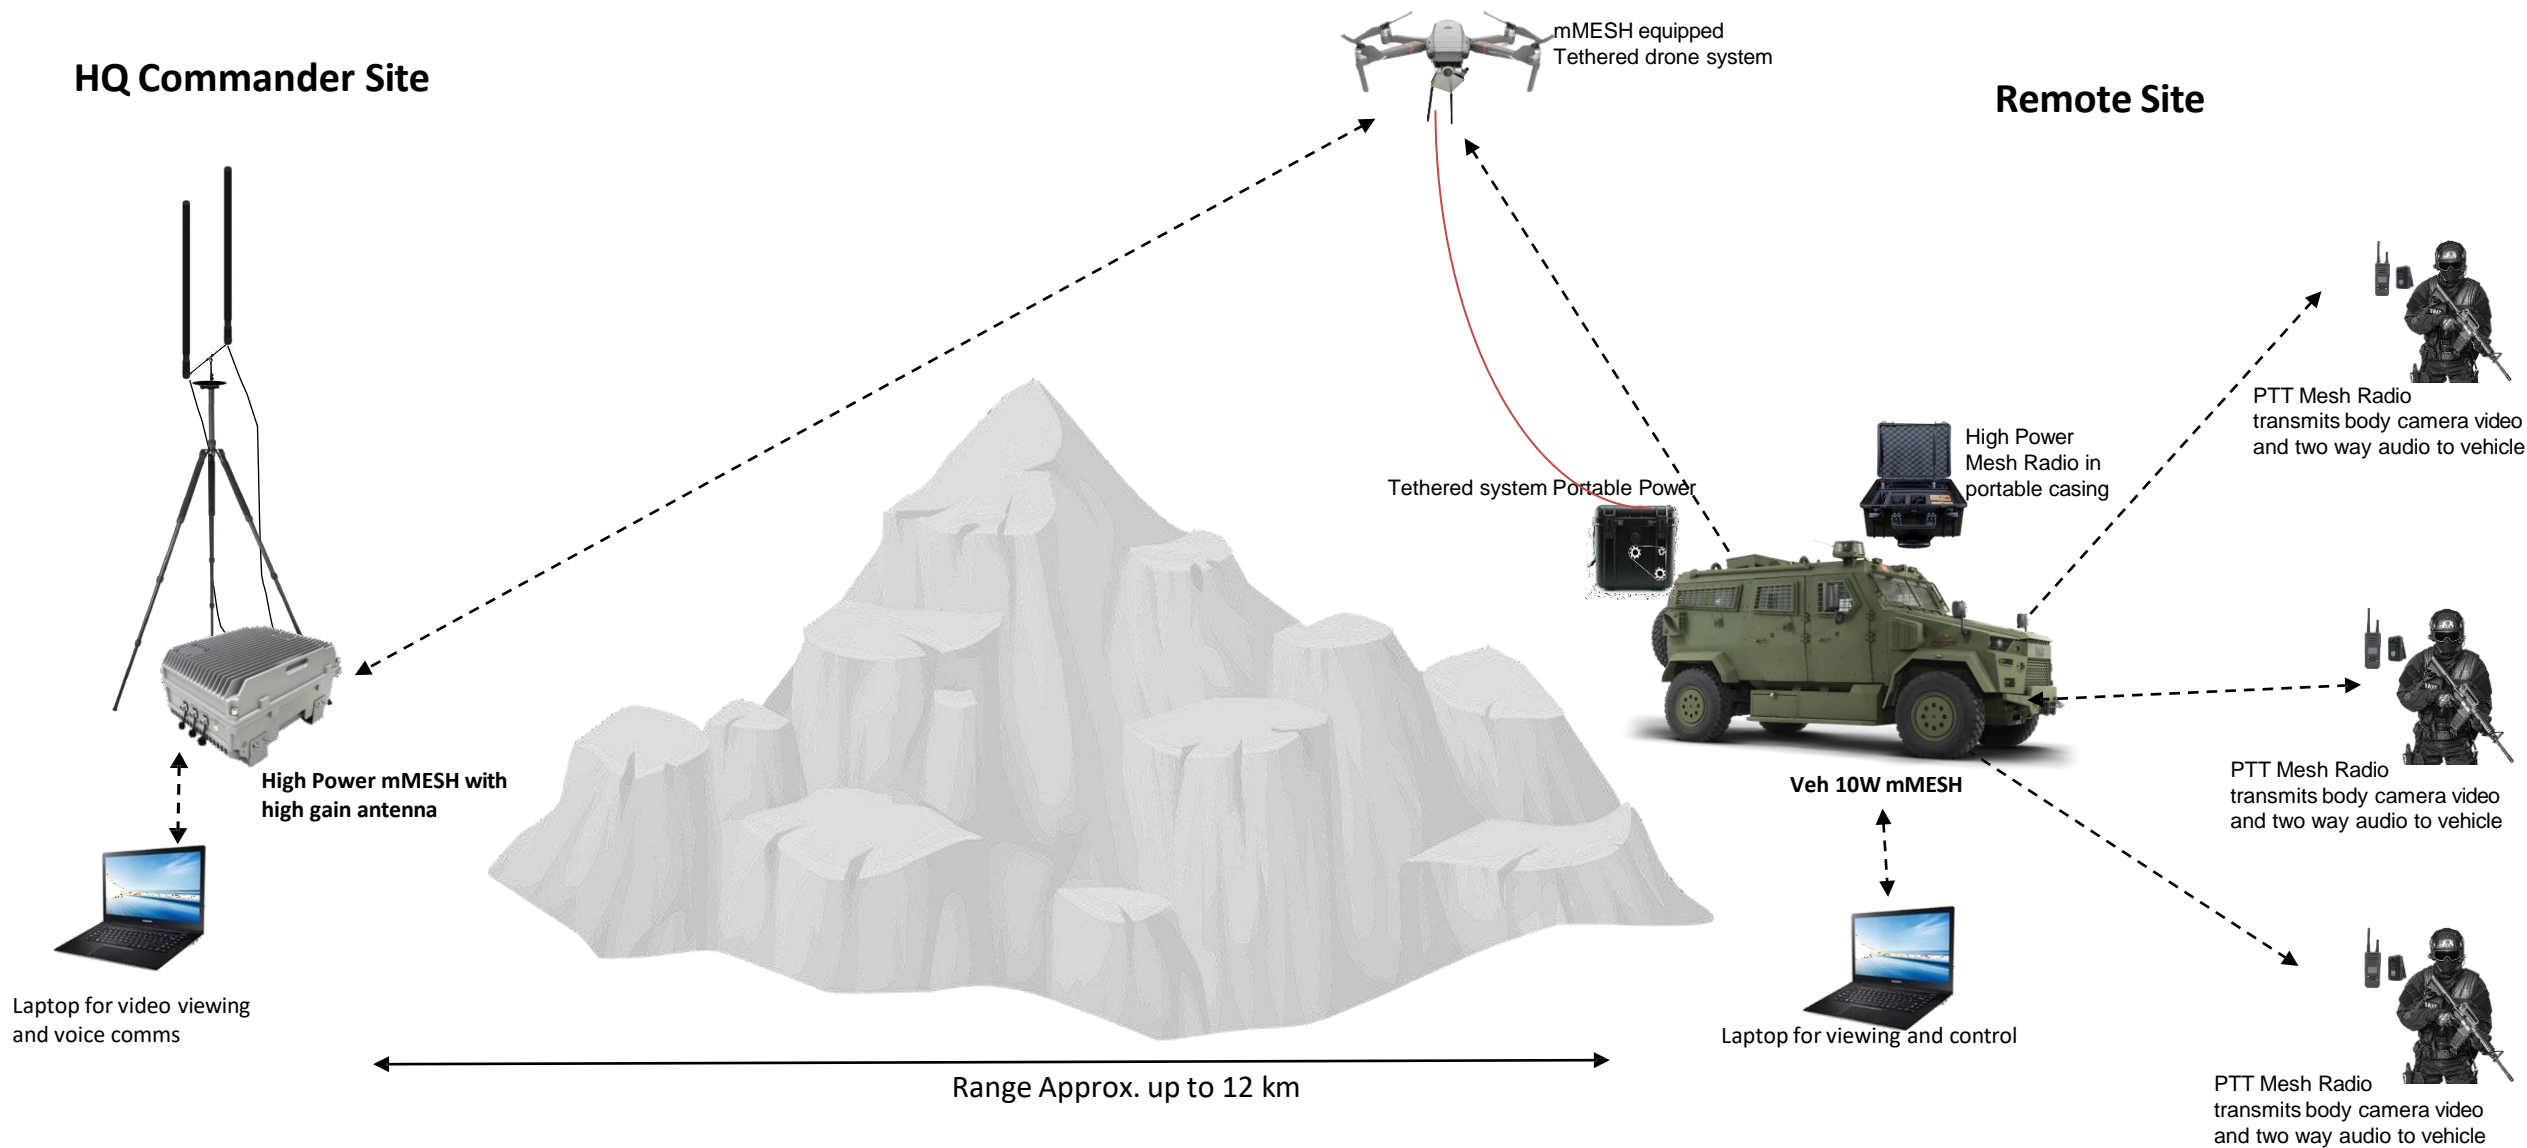 mMESH equipped
Tethered drone system
HQ Commander Site
Remote Site
PTT Mesh Radio
transmits body camera video
and two way audio to vehicle
High Power
Mesh Radio in
portable casing
Tethered system Portable Power
PTT Mesh Radio
transmits body camera video
and two way audio to vehicle
High Power mMESH with
high gain antenna
Veh 10W mMESH
Laptop for video viewing
and voice comms
Laptop for viewing and control
Range Approx. up to 12 km
PTT Mesh Radio
transmits body camera video
and two way audio to vehicle